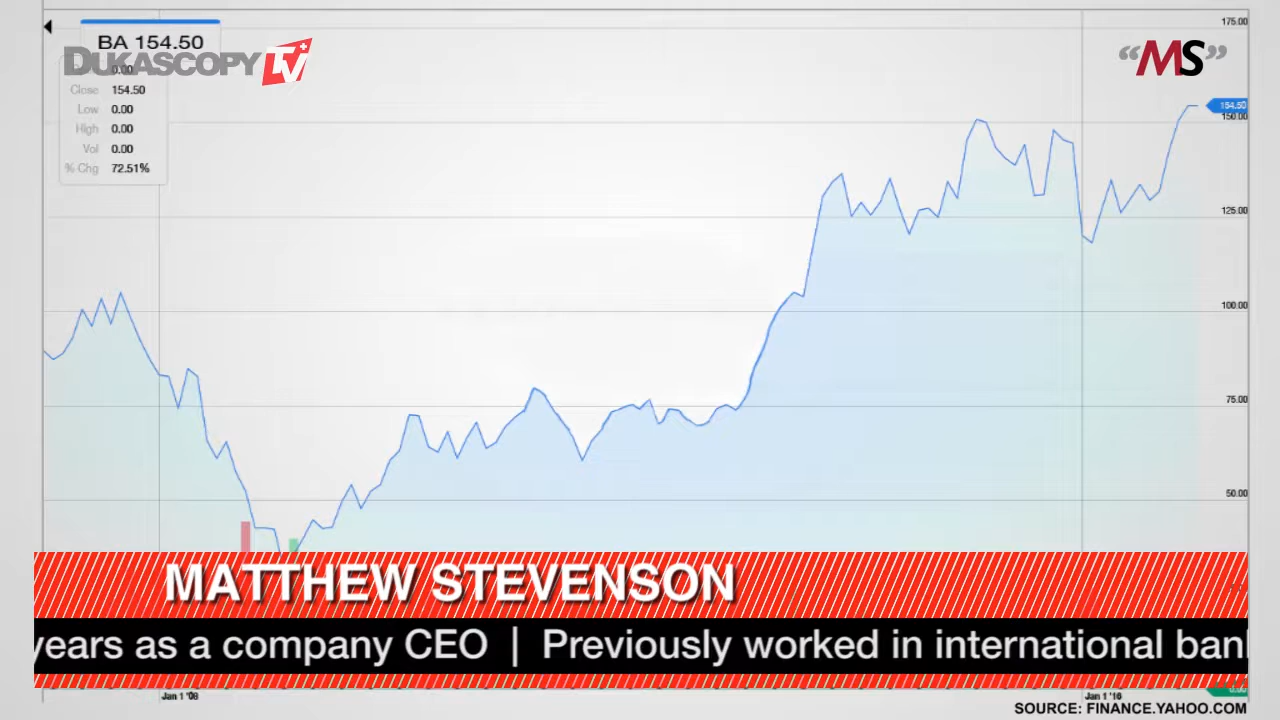 175.00
BA 154.50
DUKASCOPY TV
"MS"
0.00
Close 154.50
Low 0.00
High 0.00
Vol 0.00
% Chg 72.51%
154.50
150.00
125.00
100.00
75.00
50.00
MATTHEW STEVENSON
years as a company CEO | Previously worked in international bank
Jan 1 '08
Jan 1 '16
SOURCE: FINANCE.YAHOO.COM